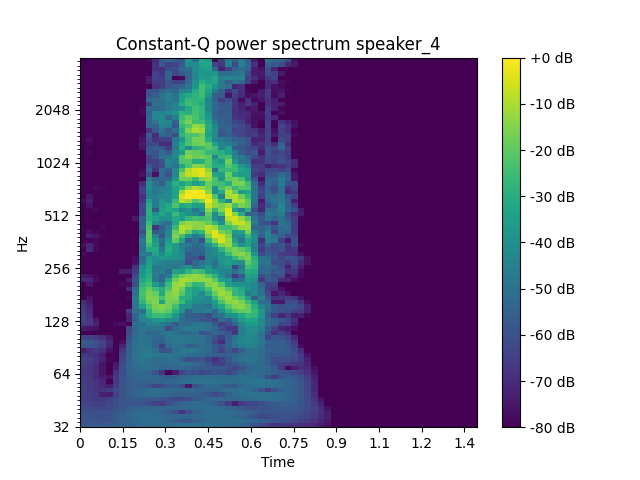 Constant-Q power spectrum speaker_4
Hz
2048
1024
512
256
128
64
32
0 0.15 0.3 0.45 0.6 0.75 0.9 1.1 1.2 1.4
Time
+0 dB
-10 dB
-20 dB
-30 dB
-40 dB
-50 dB
-60 dB
-70 dB
-80 dB